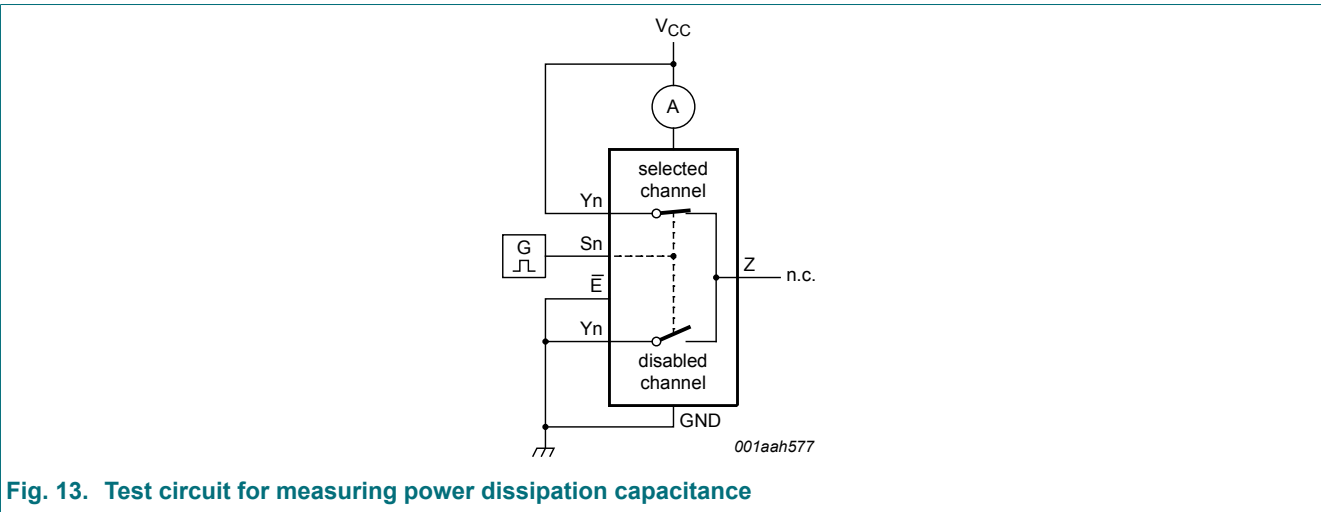 VCC
A
selected
channel
Yn
G
Sn
E̅
Z
n.c.
Yn
disabled
channel
GND
001aah577
Fig. 13. Test circuit for measuring power dissipation capacitance